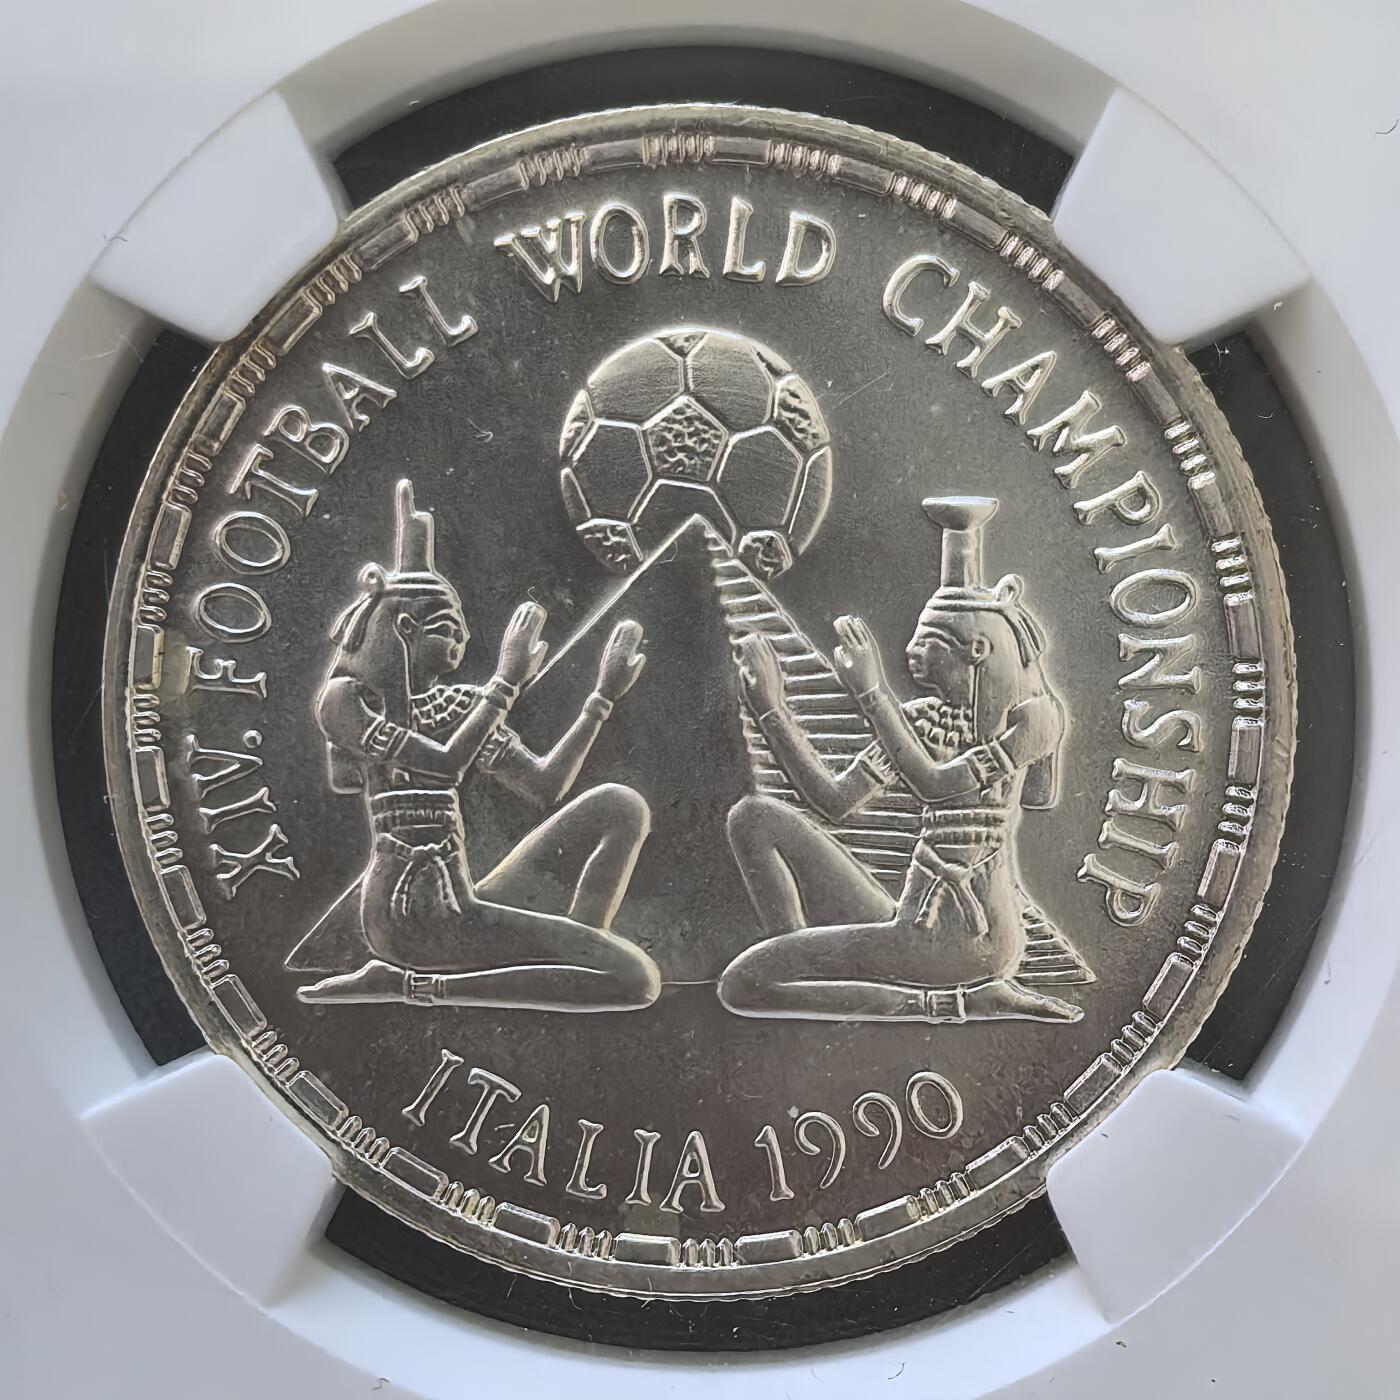 XIV. FOOTBALL WORLD CHAMPIONSHIP
ITALIA 1990